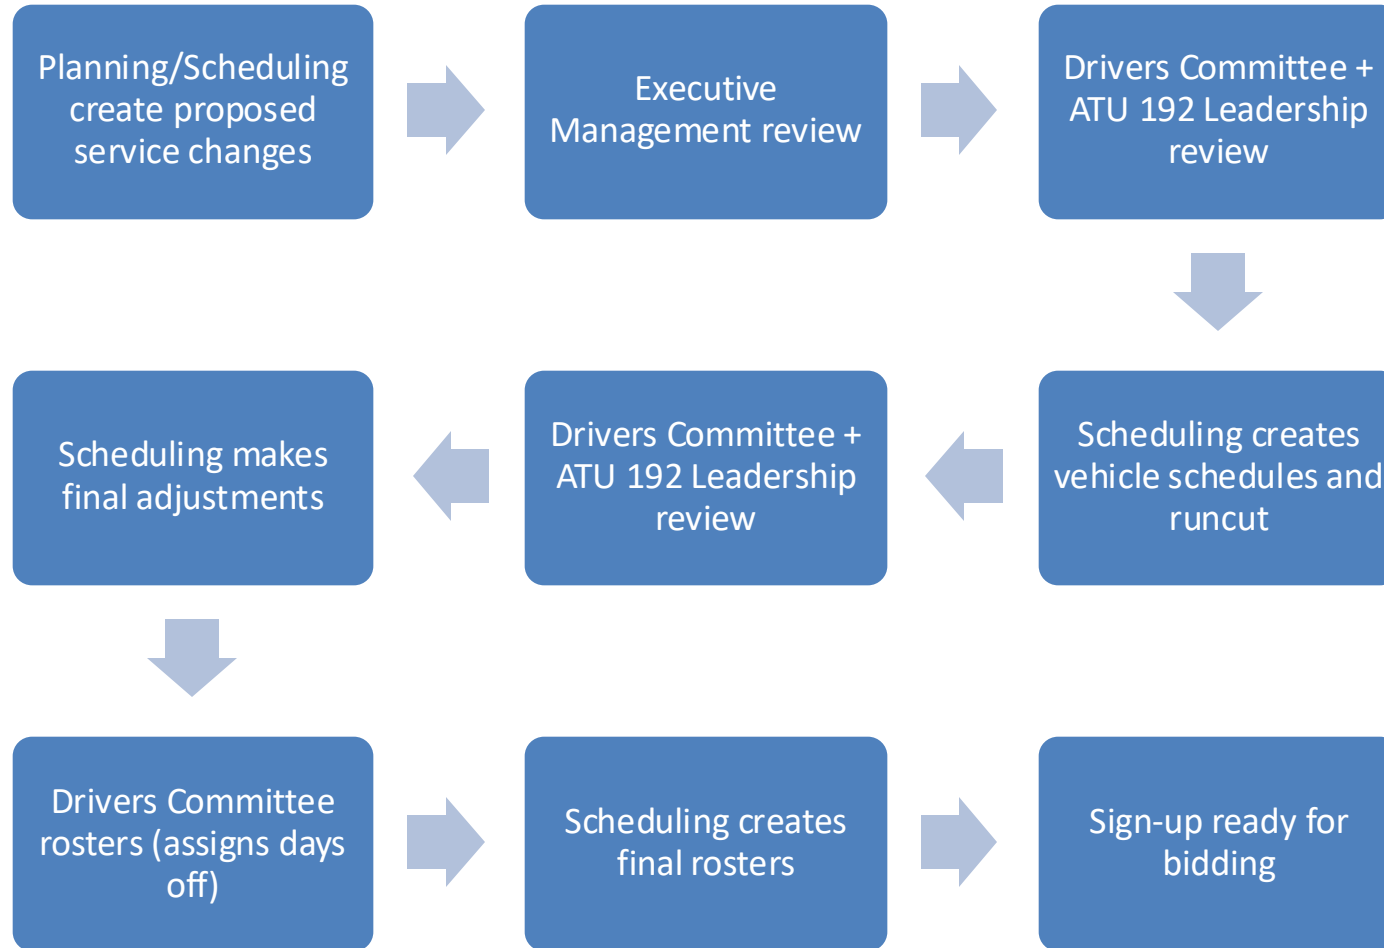 Planning/Scheduling
create proposed
service changes
Executive
Management review
Drivers Committee +
ATU 192 Leadership
review
Scheduling creates
vehicle schedules and
runcut
Drivers Committee +
ATU 192 Leadership
review
Scheduling makes
final adjustments
Drivers Committee
rosters (assigns days
off)
Scheduling creates
final rosters
Sign-up ready for
bidding